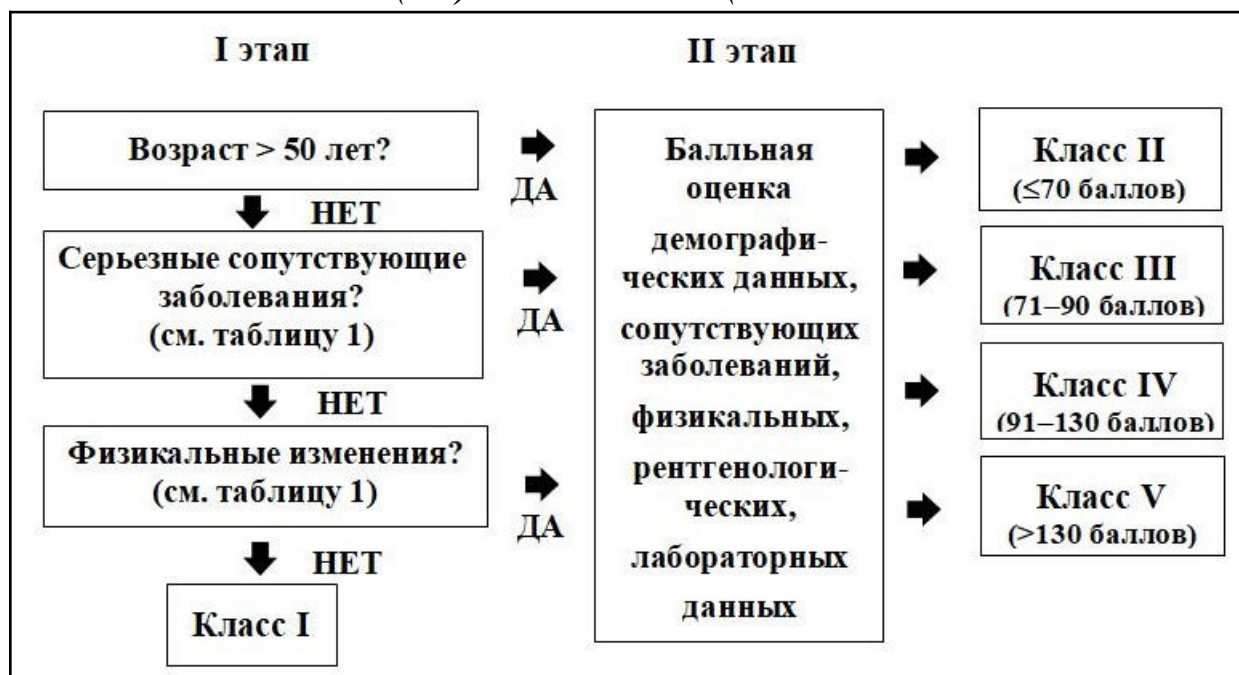 I этап
II этап
Возраст > 50 лет?
ДА
НЕТ
Серьезные сопутствующие
заболевания?
(см. таблицу 1)
ДА
НЕТ
Физикальные изменения?
(см. таблицу 1)
ДА
НЕТ
Класс I
Балльная
оценка
демографи-
ческих данных,
сопутствующих
заболеваний,
физикальных,
рентгенологи-
ческих,
лабораторных
данных
Класс II
(≤70 баллов)
Класс III
(71–90 баллов)
Класс IV
(91–130 баллов)
Класс V
(>130 баллов)